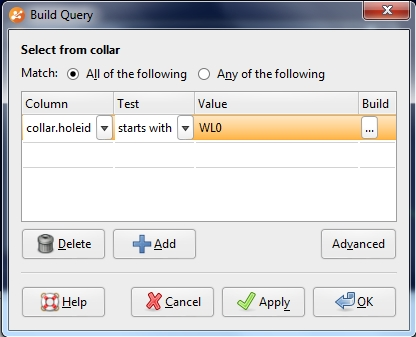 Build Query
Select from collar
Match: All of the following Any of the following
Column Test Value Build
collar.holeid starts with WL0 ...
Delete Add Advanced
Help Cancel Apply OK